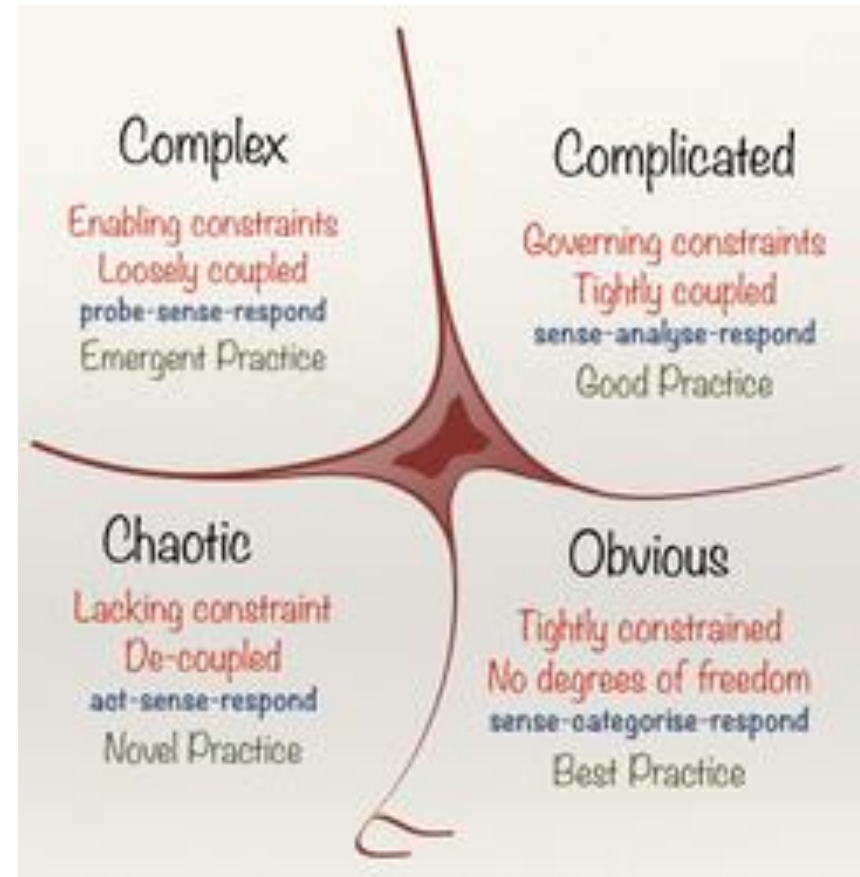 Complex
Enabling constraints
Loosely coupled
probe-sense-respond
Emergent Practice
Complicated
Governing constraints
Tightly coupled
sense-analyse-respond
Good Practice
Chaotic
Lacking constraint
De-coupled
act-sense-respond
Novel Practice
Obvious
Tightly constrained
No degrees of freedom
sense-categorise-respond
Best Practice